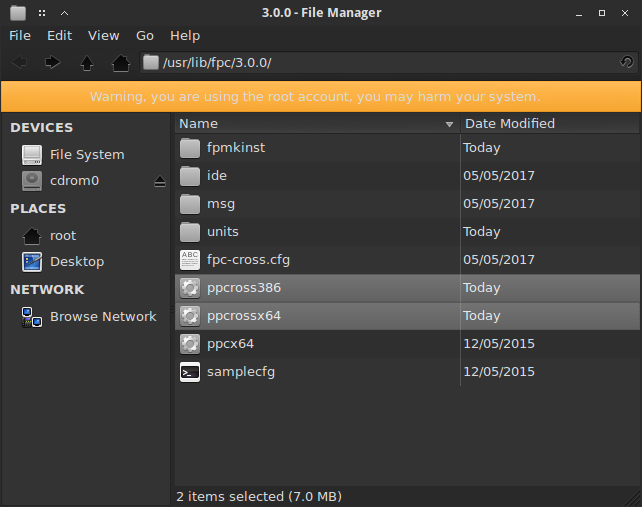 3.0.0 - File Manager
File Edit View Go Help
/usr/lib/fpc/3.0.0/
Warning, you are using the root account, you may harm your system.
DEVICES
File System
cdrom0
PLACES
root
Desktop
NETWORK
Browse Network
Name Date Modified
fpmkinst Today
ide 05/05/2017
msg 05/05/2017
units Today
ABC fpc-cross.cfg 05/05/2017
ppcross386 Today
ppcrossx64 Today
ppcx64 12/05/2015
samplecfg 12/05/2015
2 items selected (7.0 MB)